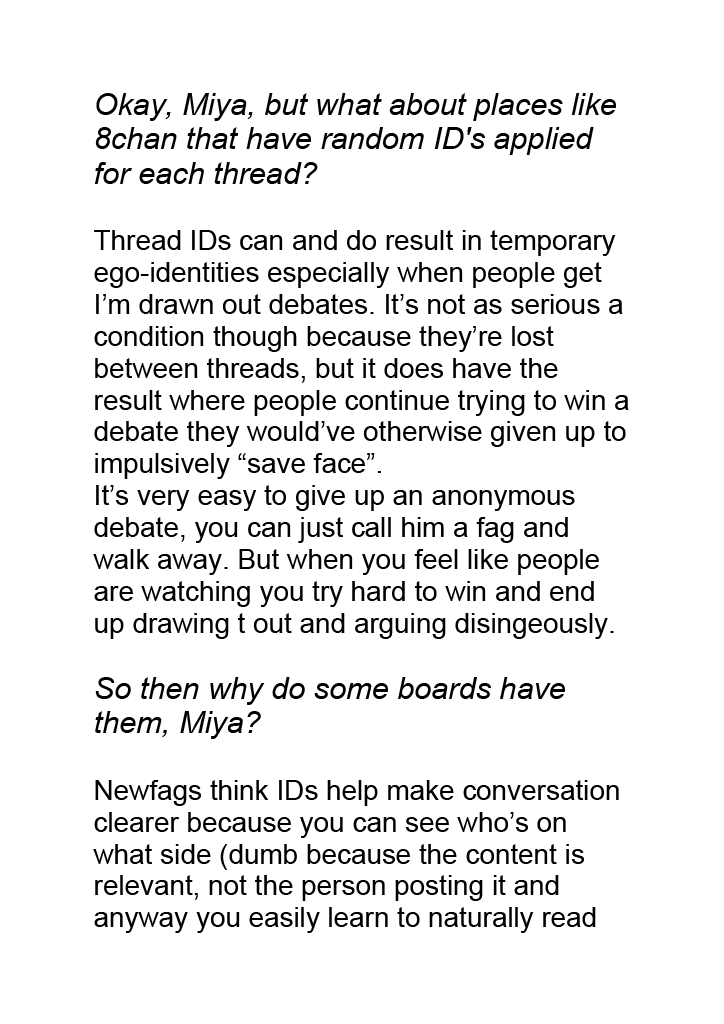 Okay, Miya, but what about places like
8chan that have random ID's applied
for each thread?
Thread IDs can and do result in temporary
ego-identities especially when people get
I’m drawn out debates. It’s not as serious a
condition though because they’re lost
between threads, but it does have the
result where people continue trying to win a
debate they would’ve otherwise given up to
impulsively “save face”.
It’s very easy to give up an anonymous
debate, you can just call him a fag and
walk away. But when you feel like people
are watching you try hard to win and end
up drawing t out and arguing disingeously.
So then why do some boards have
them, Miya?
Newfags think IDs help make conversation
clearer because you can see who’s on
what side (dumb because the content is
relevant, not the person posting it and
anyway you easily learn to naturally read